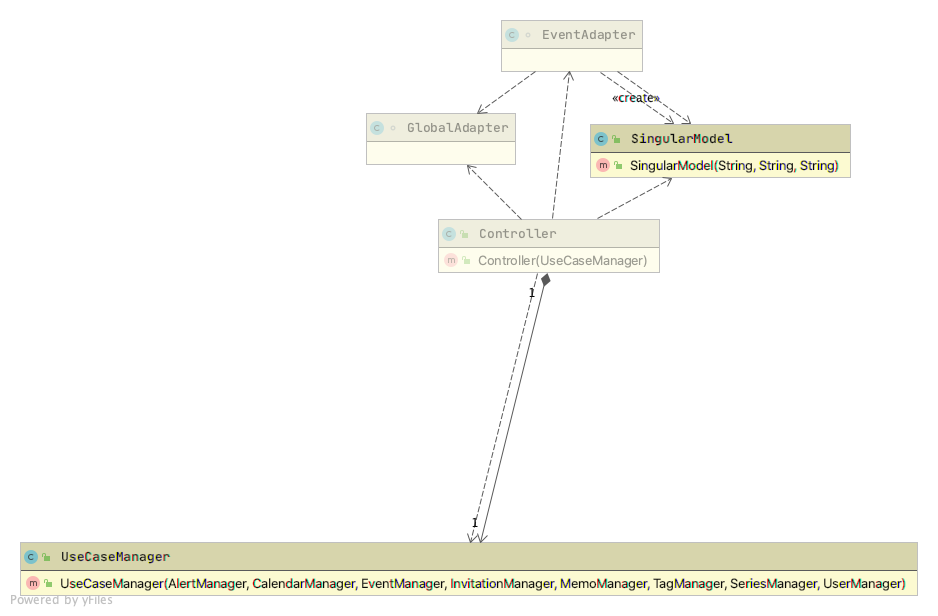 EventAdapter
«create»
GlobalAdapter
SingularModel
SingularModel(String, String, String)
Controller
Controller(UseCaseManager)
1
1
UseCaseManager
UseCaseManager(AlertManager, CalendarManager, EventManager, InvitationManager, MemoManager, TagManager, SeriesManager, UserManager)
Powered by yFiles